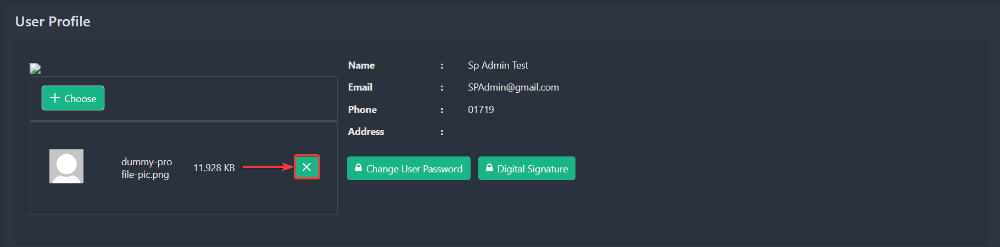 User Profile
Choose
dummy-pro
file-pic.png
11.928 KB
Name : Sp Admin Test
Email : SPAdmin@gmail.com
Phone : 01719
Address :
Change User Password
Digital Signature